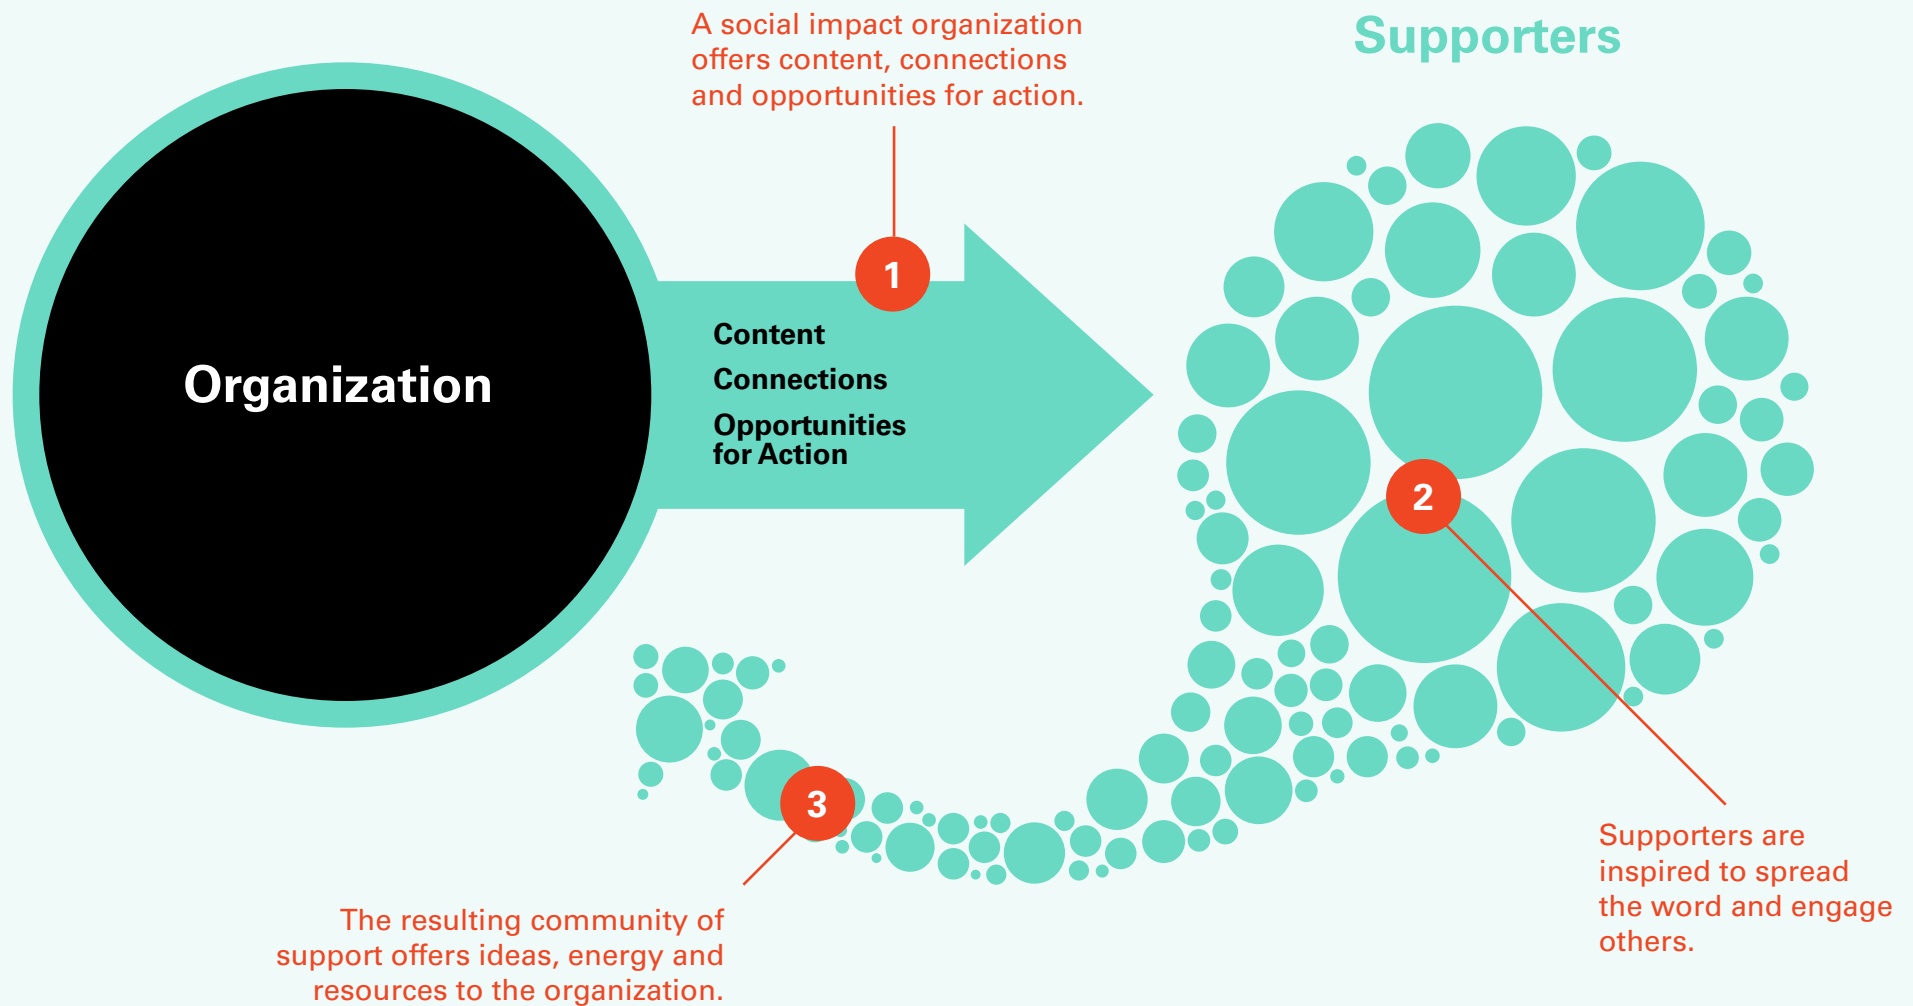 A social impact organization
offers content, connections
and opportunities for action.
Supporters
1
Organization
Content
Connections
Opportunities
for Action
2
3
Supporters are
inspired to spread
the word and engage
others.
The resulting community of
support offers ideas, energy and
resources to the organization.